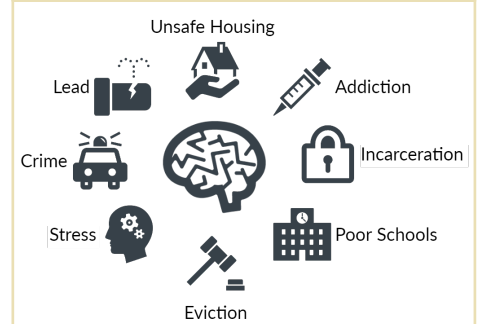 Unsafe Housing
Lead
Addiction
Crime
Incarceration
Stress
Poor Schools
Eviction